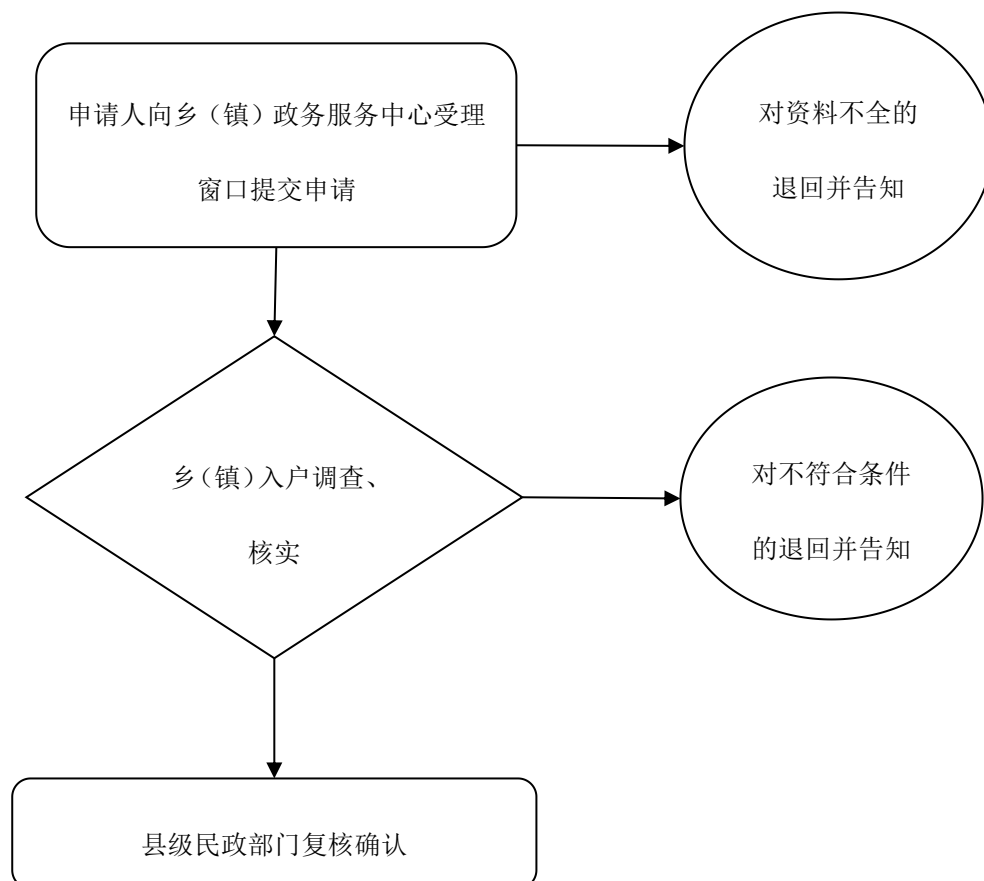 申请人向乡（镇）政务服务中心受理
窗口提交申请
对资料不全的
退回并告知
乡（镇）入户调查、
核实
对不符合条件
的退回并告知
县级民政部门复核确认